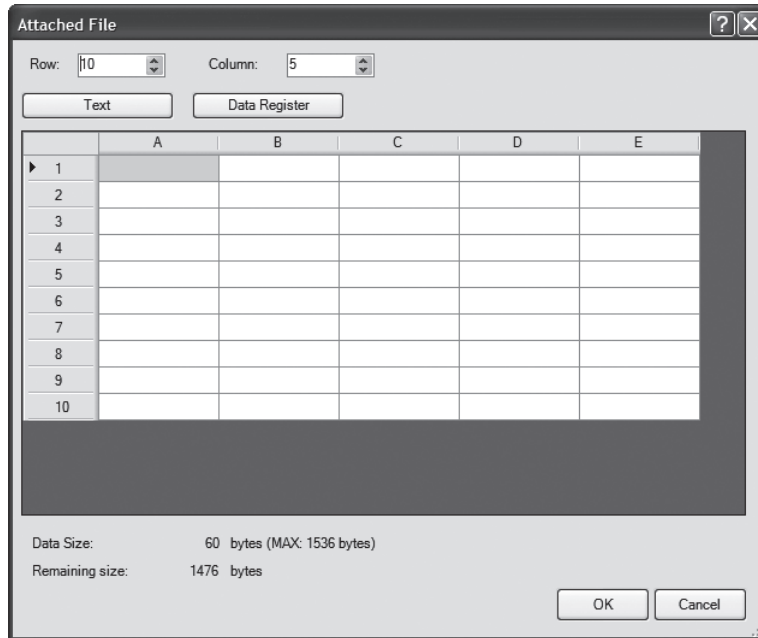 Attached File
Row: 10 Column: 5
Text Data Register
A B C D E
1
2
3
4
5
6
7
8
9
10
Data Size: 60 bytes (MAX: 1536 bytes)
Remaining size: 1476 bytes
OK Cancel